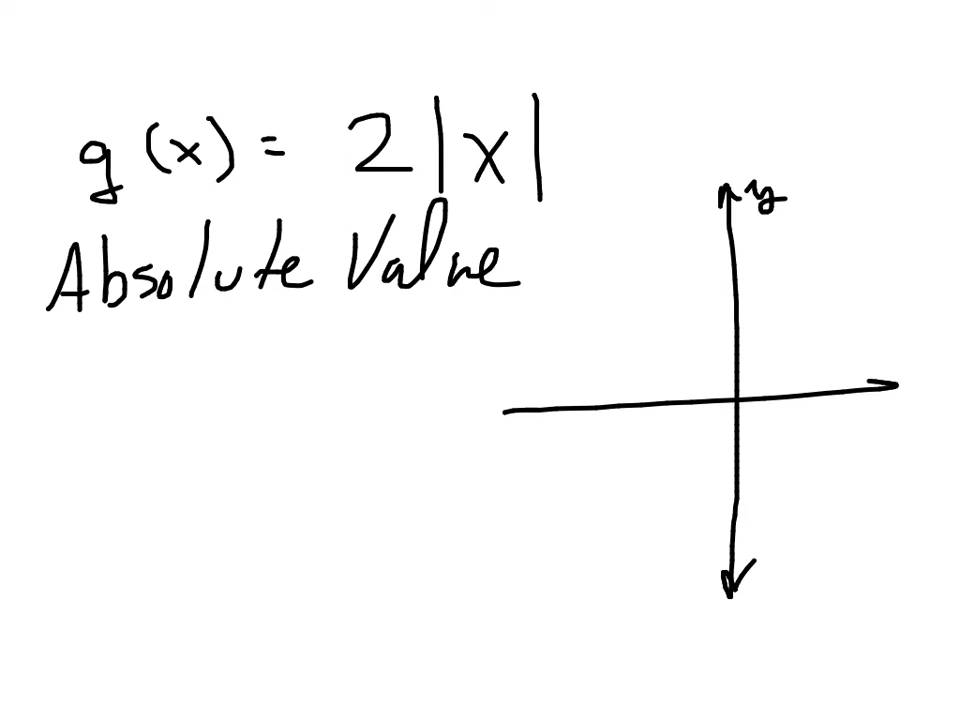 g(x) = 2|x|
Absolute Value
y